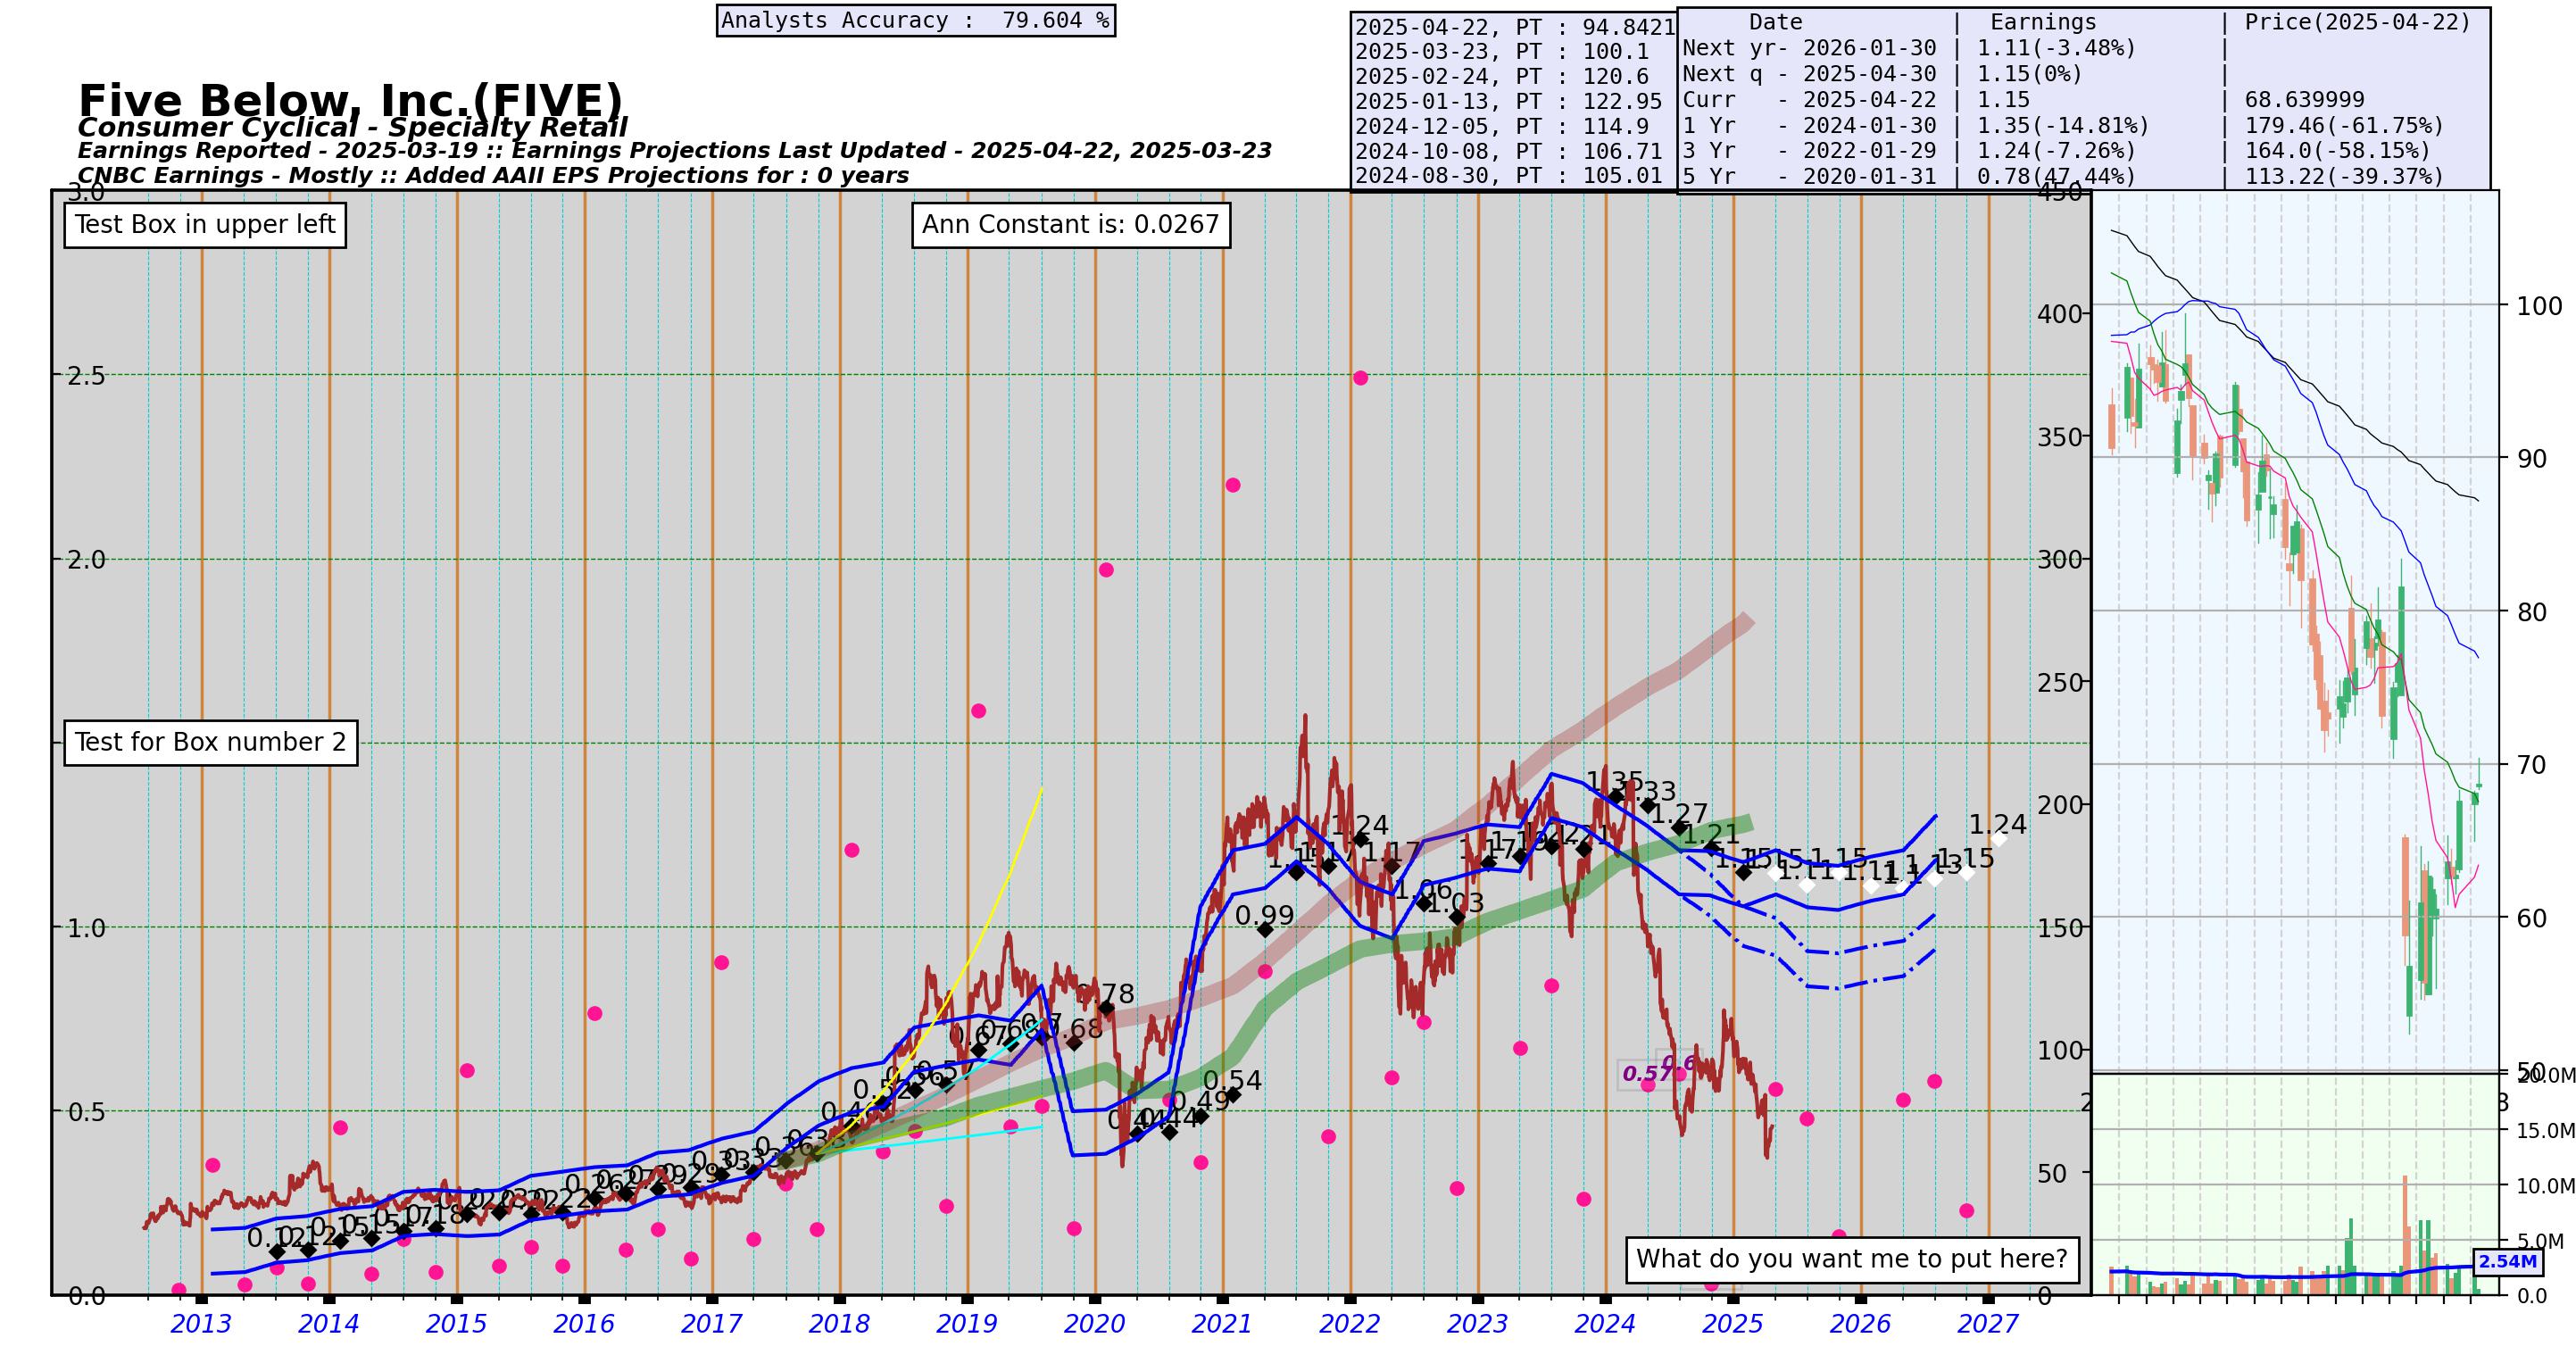 Analysts Accuracy :  79.604 %
2025-04-22, PT : 94.8421
2025-03-23, PT : 100.1
2025-02-24, PT : 120.6
2025-01-13, PT : 122.95
2024-12-05, PT : 114.9
2024-10-08, PT : 106.71
2024-08-30, PT : 105.01
Date | Earnings | Price(2025-04-22)
Next yr- 2026-01-30 | 1.11(-3.48%) |
Next q - 2025-04-30 | 1.15(0%) |
Curr - 2025-04-22 | 1.15 | 68.639999
1 Yr - 2024-01-30 | 1.35(-14.81%) | 179.46(-61.75%)
3 Yr - 2022-01-29 | 1.24(-7.26%) | 164.0(-58.15%)
5 Yr - 2020-01-31 | 0.78(47.44%) | 113.22(-39.37%)
Five Below, Inc.(FIVE)
Consumer Cyclical - Specialty Retail
Earnings Reported - 2025-03-19 :: Earnings Projections Last Updated - 2025-04-22, 2025-03-23
CNBC Earnings - Mostly :: Added AAII EPS Projections for : 0 years
Test Box in upper left
Ann Constant is: 0.0267
Test for Box number 2
What do you want me to put here?
3.0
2.5
2.0
1.0
0.5
0.0
450
400
350
300
250
200
150
100
50
0
100
90
80
70
60
50
20.0M
15.0M
10.0M
5.0M
2.54M
0.0
1.35
1.27
1.21
1.24
1.24
1.17
1.15
1.06
1.03
0.99
0.78
0.68
0.54
0.49
0.57
0.6
2013 2014 2015 2016 2017 2018 2019 2020 2021 2022 2023 2024 2025 2026 2027